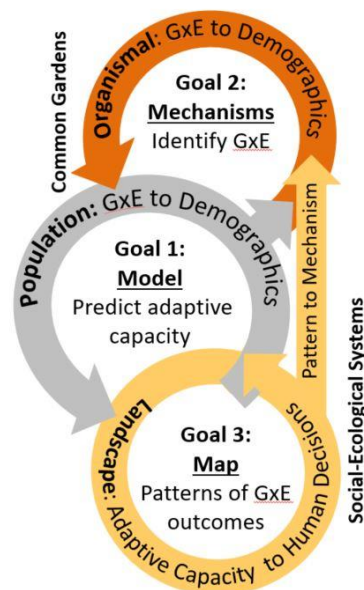 Organismal: GxE to Demographics
Goal 2:
Mechanisms
Identify GxE
Common Gardens
Population: GxE to Demographics
Goal 1:
Model
Predict adaptive
capacity
Pattern to Mechanism
Social-Ecological Systems
Landscape: Adaptive Capacity to Human Decisions
Goal 3:
Map
Patterns of GxE
outcomes